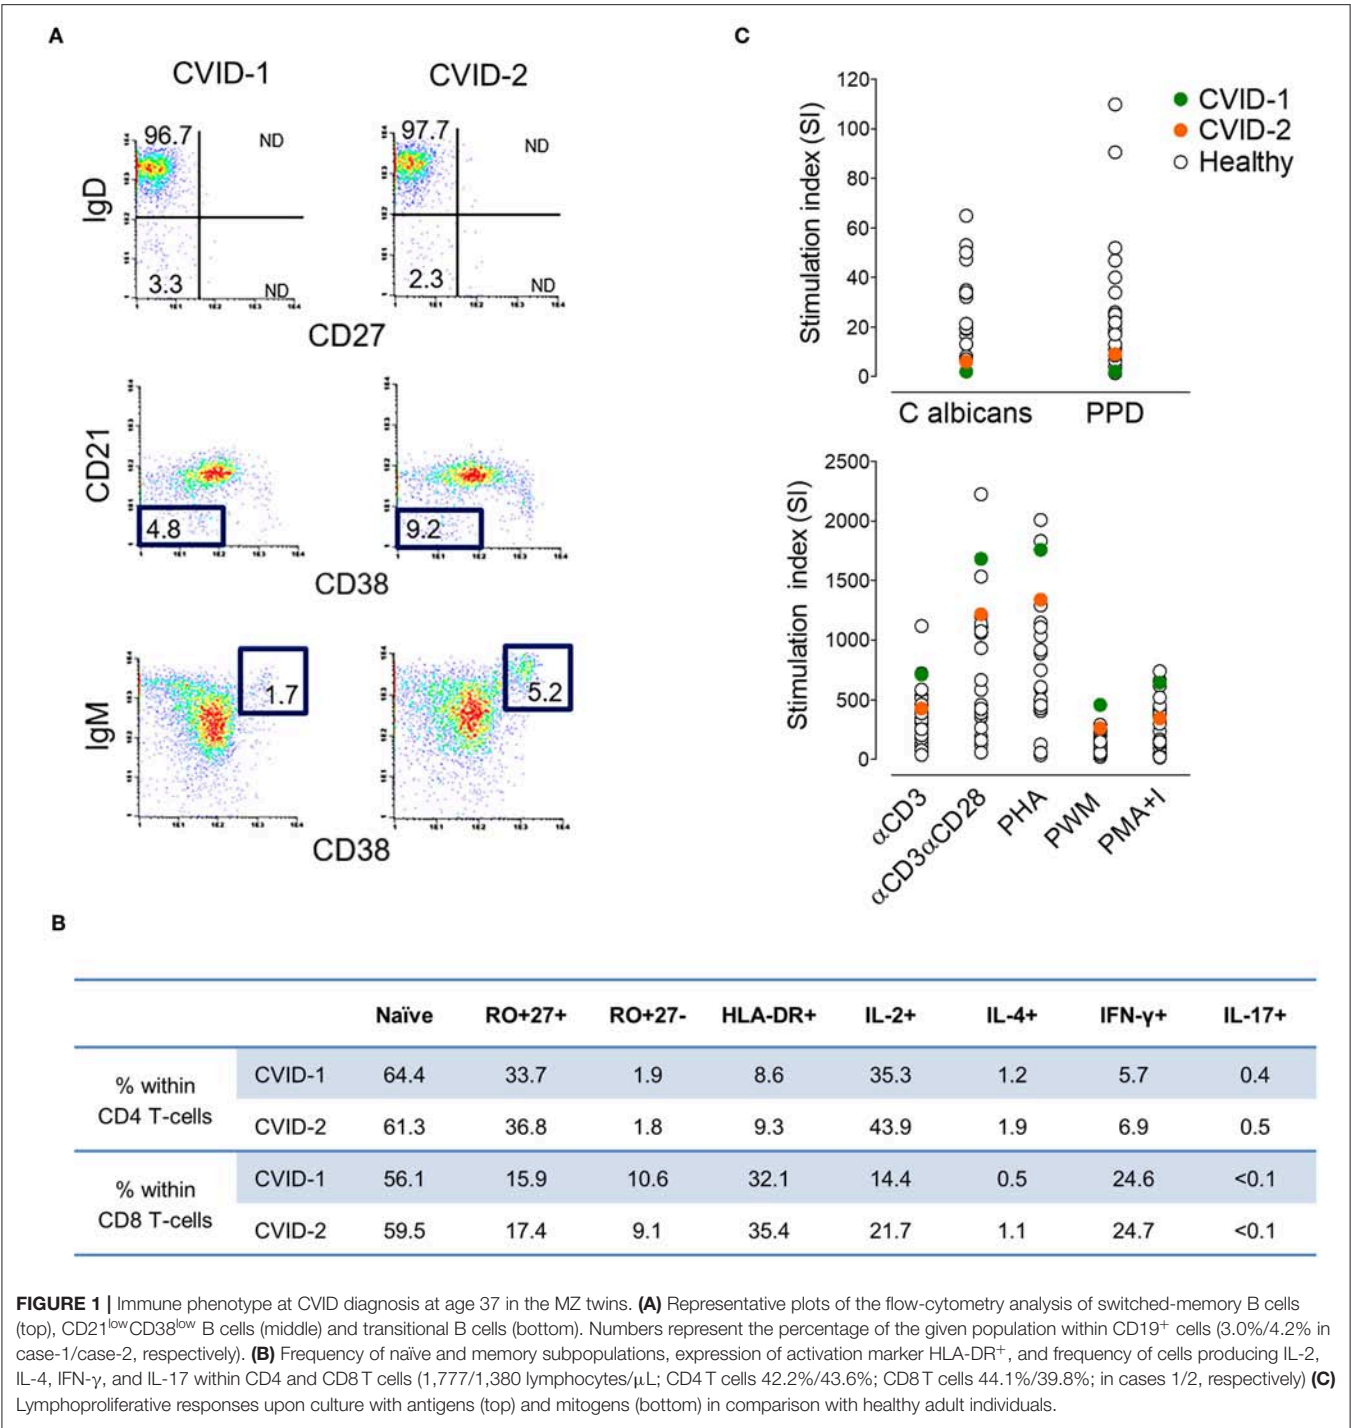 A
CVID-1
CVID-2
IgD
96.7
ND
3.3
ND
97.7
ND
2.3
ND
CD27
CD21
4.8
9.2
CD38
IgM
1.7
5.2
CD38
C
Stimulation index (SI)
120
100
80
60
40
20
0
C albicans
PPD
CVID-1
CVID-2
Healthy
Stimulation index (SI)
2500
2000
1500
1000
500
0
αCD3
αCD3αCD28
PHA
PWM
PMA+I
B
Naïve RO+27+ RO+27- HLA-DR+ IL-2+ IL-4+ IFN-γ+ IL-17+
% within
CD4 T-cells
CVID-1 64.4 33.7 1.9 8.6 35.3 1.2 5.7 0.4
CVID-2 61.3 36.8 1.8 9.3 43.9 1.9 6.9 0.5
% within
CD8 T-cells
CVID-1 56.1 15.9 10.6 32.1 14.4 0.5 24.6 <0.1
CVID-2 59.5 17.4 9.1 35.4 21.7 1.1 24.7 <0.1
FIGURE 1 | Immune phenotype at CVID diagnosis at age 37 in the MZ twins. (A) Representative plots of the flow-cytometry analysis of switched-memory B cells
(top), CD21lowCD38low B cells (middle) and transitional B cells (bottom). Numbers represent the percentage of the given population within CD19+ cells (3.0%/4.2% in
case-1/case-2, respectively). (B) Frequency of naïve and memory subpopulations, expression of activation marker HLA-DR+, and frequency of cells producing IL-2,
IL-4, IFN-γ, and IL-17 within CD4 and CD8 T cells (1,777/1,380 lymphocytes/μL; CD4 T cells 42.2%/43.6%; CD8 T cells 44.1%/39.8%; in cases 1/2, respectively) (C)
Lymphoproliferative responses upon culture with antigens (top) and mitogens (bottom) in comparison with healthy adult individuals.